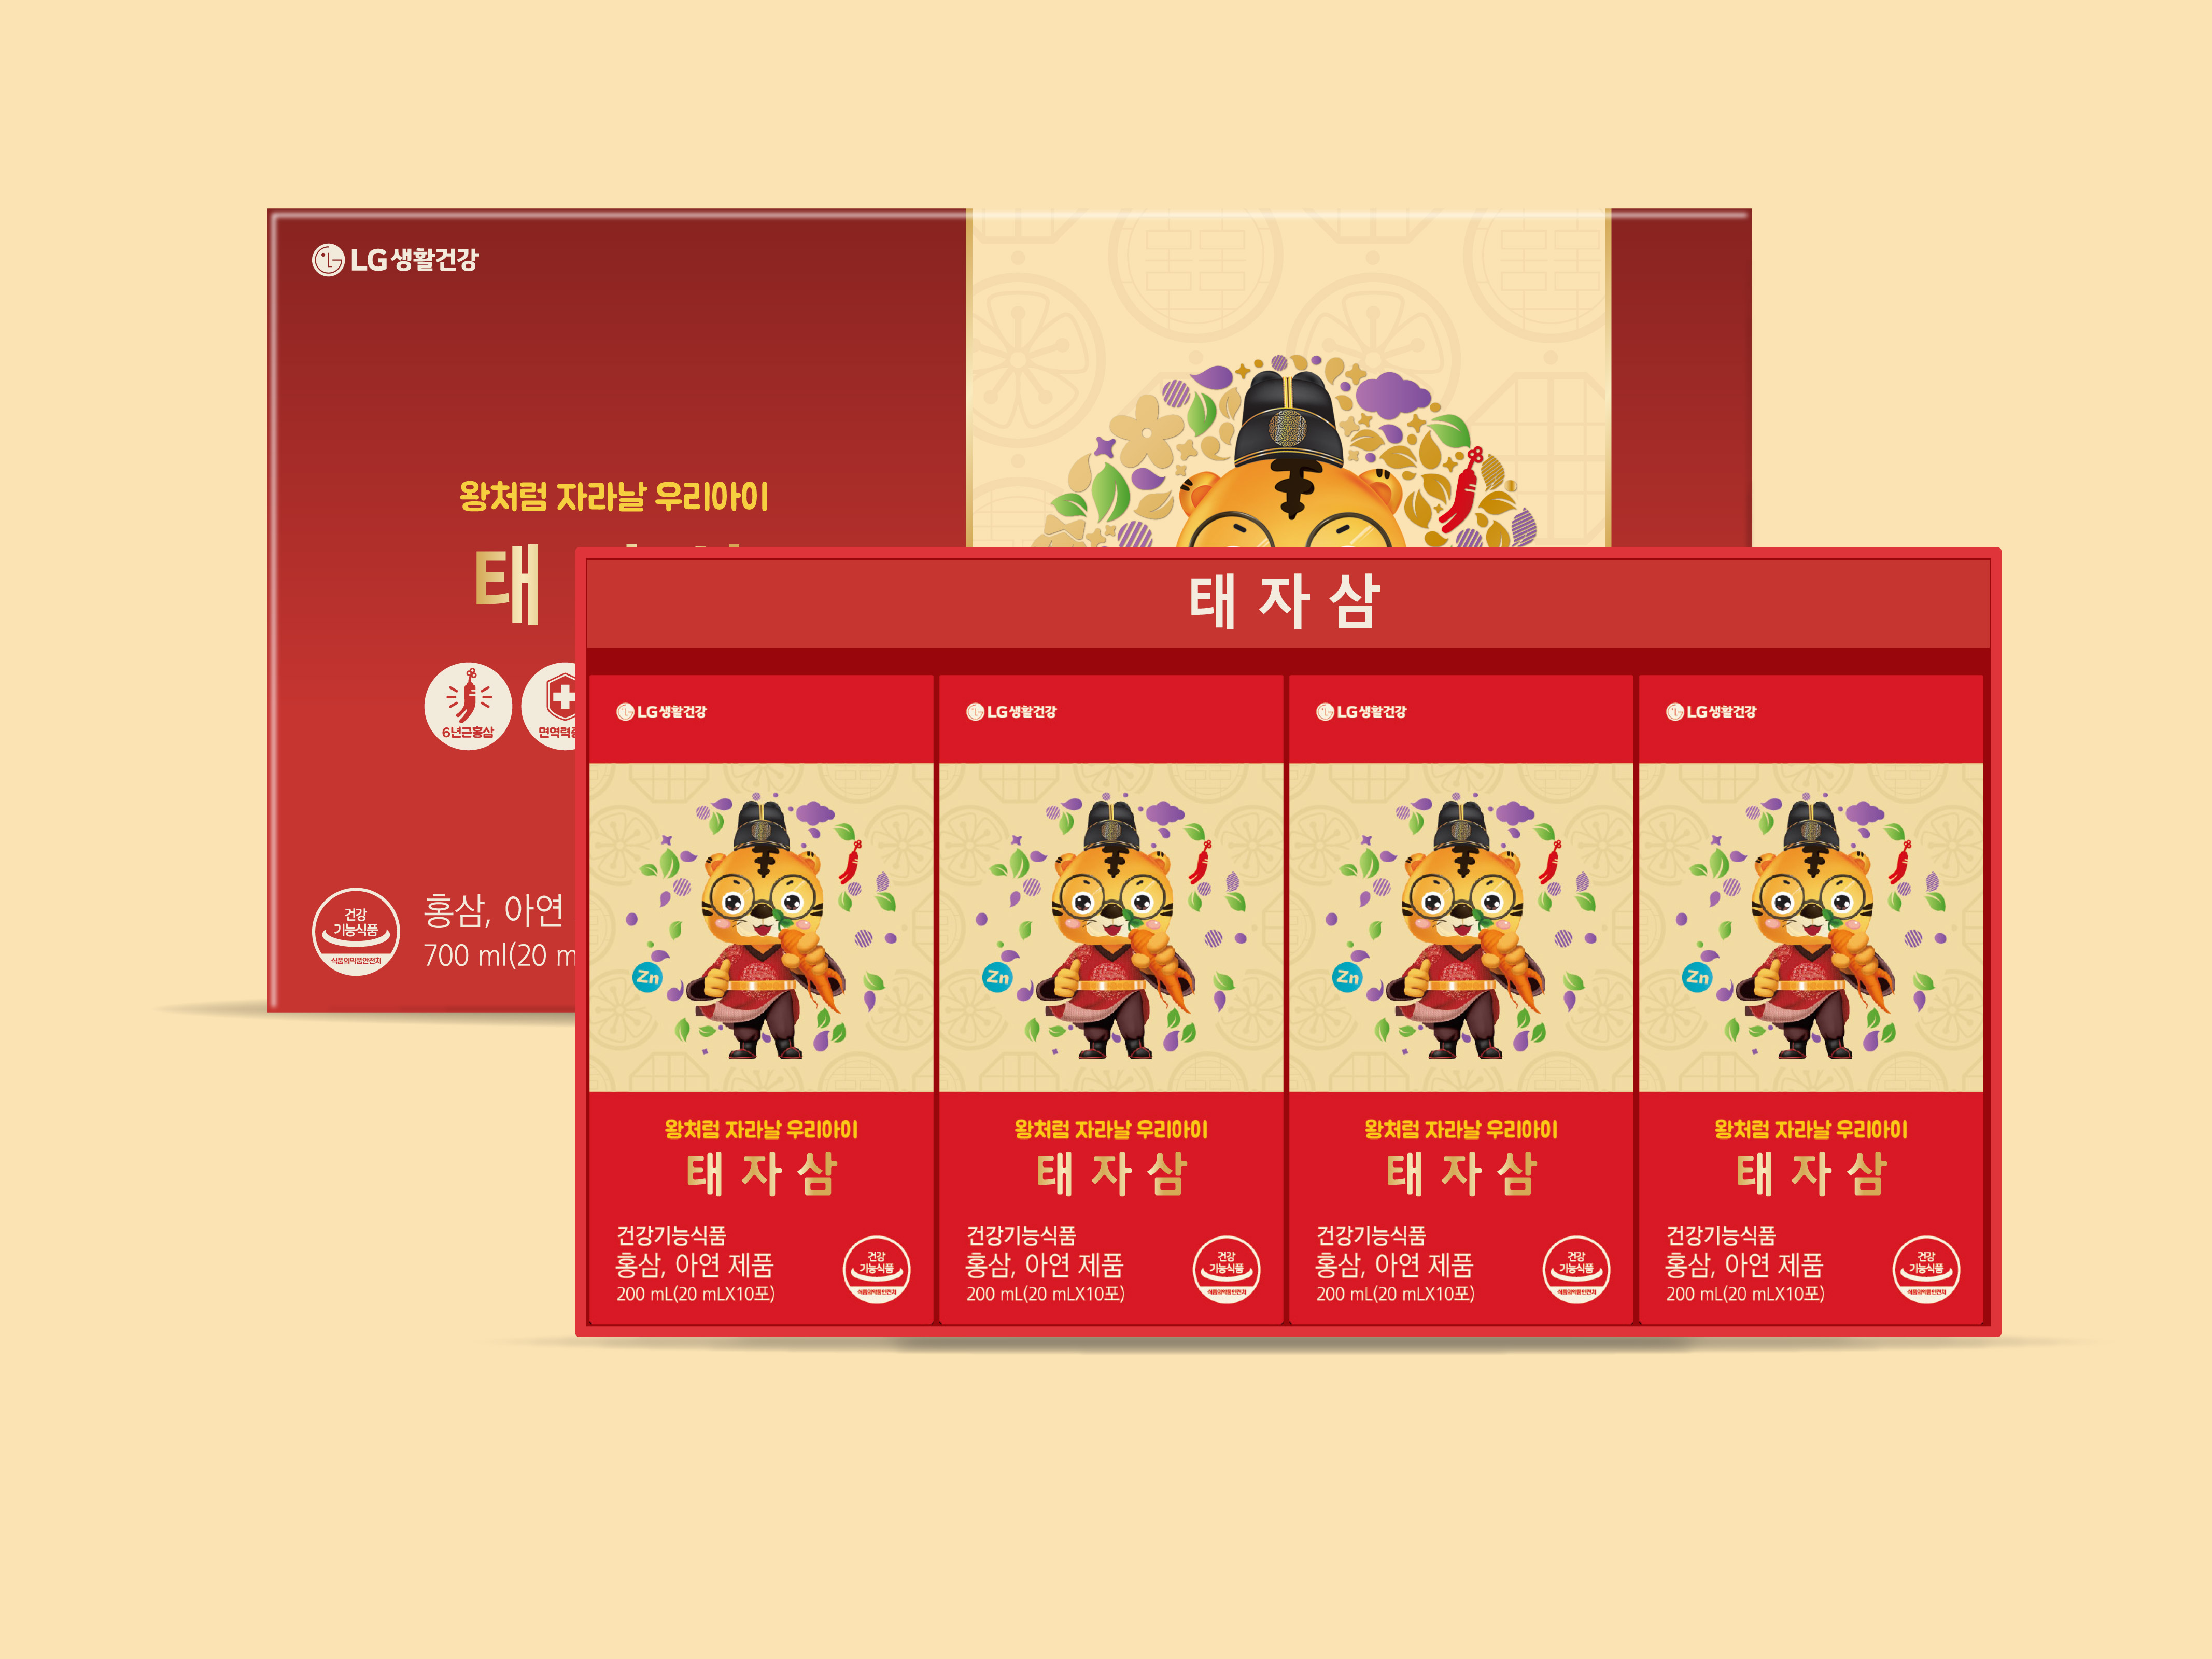 LG생활건강
왕처럼 자라날 우리아이
태
6년근홍삼
면역력
건강
기능식품
식품의약품안전처
홍삼, 아연
700 ml(20 m
태자삼
LG생활건강
Zn
왕처럼 자라날 우리아이
태자삼
건강기능식품
홍삼, 아연 제품
200 mL(20 mLX10포)
건강
기능식품
식품의약품안전처
LG생활건강
Zn
왕처럼 자라날 우리아이
태자삼
건강기능식품
홍삼, 아연 제품
200 mL(20 mLX10포)
건강
기능식품
식품의약품안전처
LG생활건강
Zn
왕처럼 자라날 우리아이
태자삼
건강기능식품
홍삼, 아연 제품
200 mL(20 mLX10포)
건강
기능식품
식품의약품안전처
LG생활건강
Zn
왕처럼 자라날 우리아이
태자삼
건강기능식품
홍삼, 아연 제품
200 mL(20 mLX10포)
건강
기능식품
식품의약품안전처